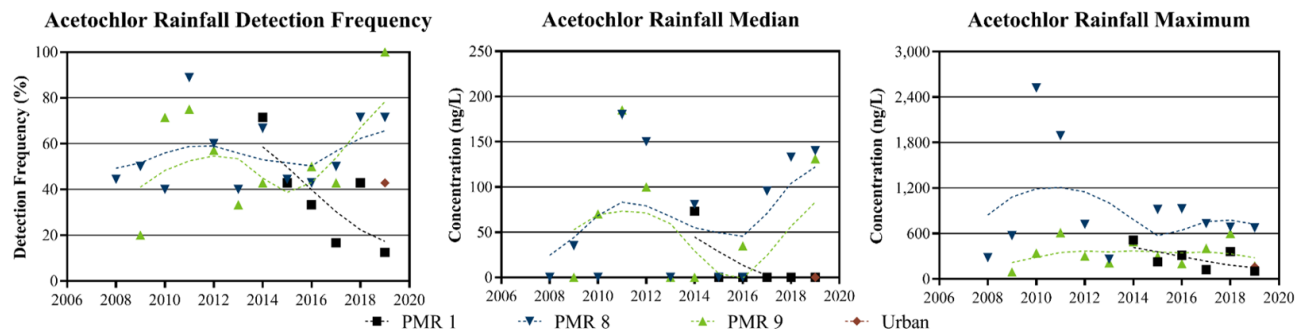 Acetochlor Rainfall Detection Frequency
Detection Frequency (%)
100
80
60
40
20
0
2006 2008 2010 2012 2014 2016 2018 2020
Acetochlor Rainfall Median
Concentration (ng/L)
250
200
150
100
50
0
2006 2008 2010 2012 2014 2016 2018 2020
Acetochlor Rainfall Maximum
Concentration (ng/L)
3,000
2,400
1,800
1,200
600
0
2006 2008 2010 2012 2014 2016 2018 2020
PMR 1 PMR 8 PMR 9 Urban